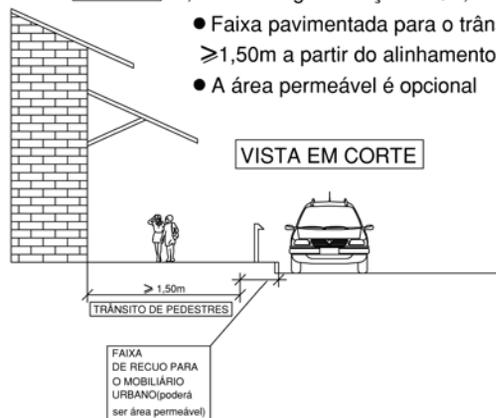 ● Faixa pavimentada para o
⩾1,50m a partir do alinhamento
● A área permeável é opcional
VISTA EM CORTE
⩾ 1,50m
TRÂNSITO DE PEDESTRES
FAIXA
DE RECUO PARA
O MOBILIÁRIO
URBANO(poderá
ser área permeável)